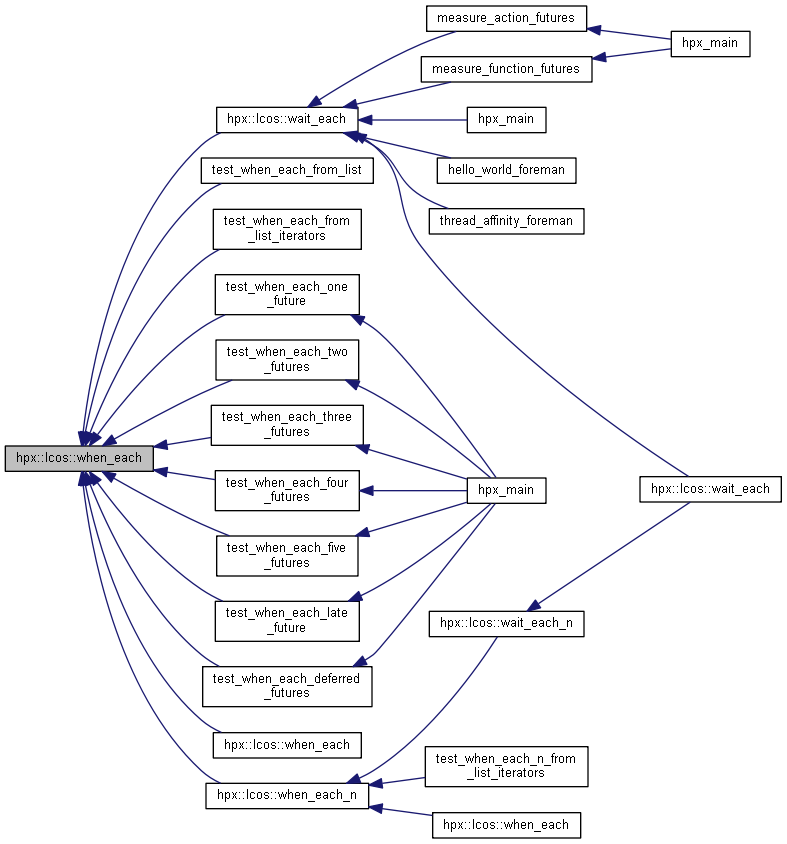 measure_action_futures
hpx_main
measure_function_futures
hpx::lcos::wait_each
hpx_main
hello_world_foreman
test_when_each_from_list
thread_affinity_foreman
test_when_each_from
_list_iterators
test_when_each_one
_future
test_when_each_two
_futures
test_when_each_three
_futures
hpx::lcos::when_each
test_when_each_four
_futures
hpx_main
hpx::lcos::wait_each
test_when_each_five
_futures
test_when_each_late
_future
hpx::lcos::wait_each_n
test_when_each_deferred
_futures
hpx::lcos::when_each
test_when_each_n_from
_list_iterators
hpx::lcos::when_each_n
hpx::lcos::when_each